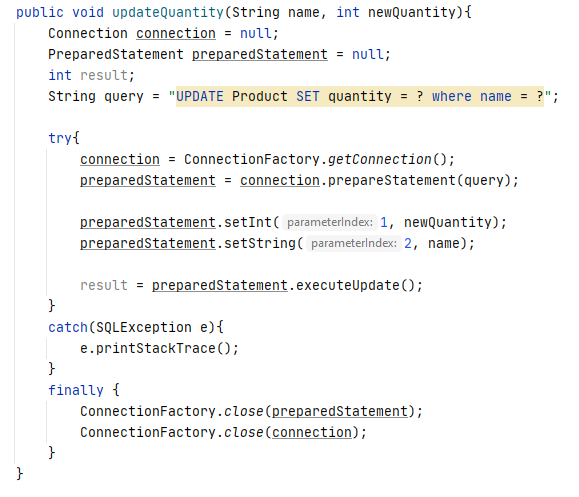 public void updateQuantity(String name, int newQuantity){
    Connection connection = null;
    PreparedStatement preparedStatement = null;
    int result;
    String query = "UPDATE Product SET quantity = ? where name = ?";

    try{
        connection = ConnectionFactory.getConnection();
        preparedStatement = connection.prepareStatement(query);

        preparedStatement.setInt( parameterIndex: 1, newQuantity);
        preparedStatement.setString( parameterIndex: 2, name);

        result = preparedStatement.executeUpdate();
    }
    catch(SQLException e){
        e.printStackTrace();
    }
    finally {
        ConnectionFactory.close(preparedStatement);
        ConnectionFactory.close(connection);
    }
}